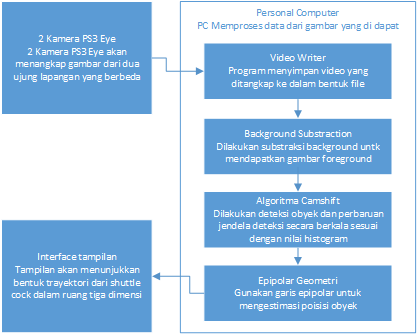 2 Kamera PS3 Eye
2 Kamera PS3 Eye akan
menangkap gambar dari dua
ujung lapangan yang berbeda
Personal Computer
PC Memproses data dari gambar yang di dapat
Video Writer
Program menyimpan video yang
ditangkap ke dalam bentuk file
Background Substraction
Dilakukan substraksi background untk
mendapatkan gambar foreground
Algoritma Camshift
Dilakukan deteksi obyek dan perbaruan
jendela deteksi secara berkala sesuai
dengan nilai histogram
Epipolar Geometri
Gunakan garis epipolar untuk
mengestimasi poisisi obyek
Interface tampilan
Tampilan akan menunjukkan
bentuk trayektori dari shuttle
cock dalam ruang tiga dimensi